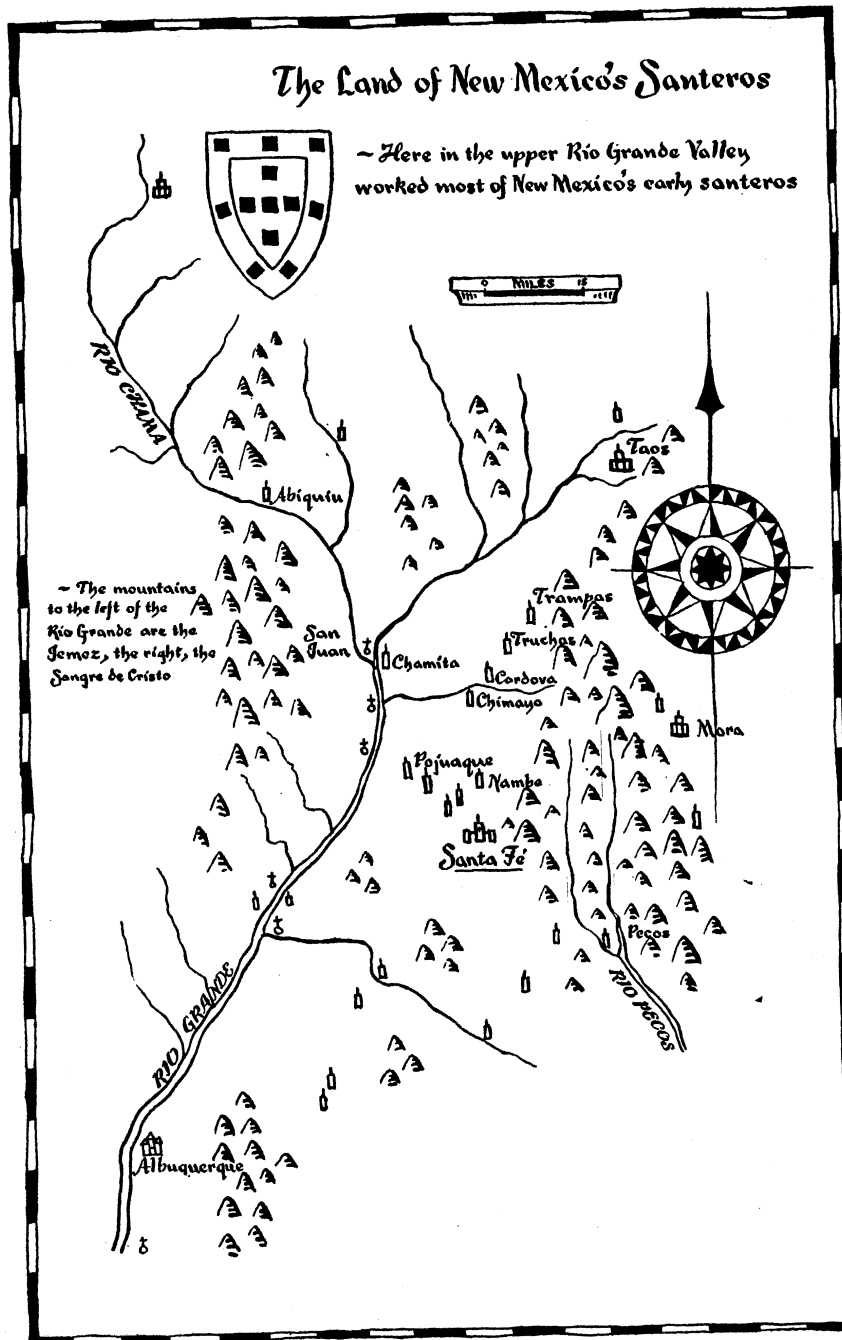 The Land of New Mexico's Santeros
~ Here in the upper Río Grande Valley
worked most of New Mexico's early santeros
0 MILES 15
RIO CHAMA
Taos
Abiquiu
~ The mountains
to the left of the
Río Grande are the
Jemez, the right, the
Sangre de Cristo
Trampas
San
Juan
Truchas
Chamita
Cordova
Chimayo
Mora
Pojuaque
Nambe
Santa Fé
Pecos
RIO GRANDE
RIO PECOS
Albuquerque